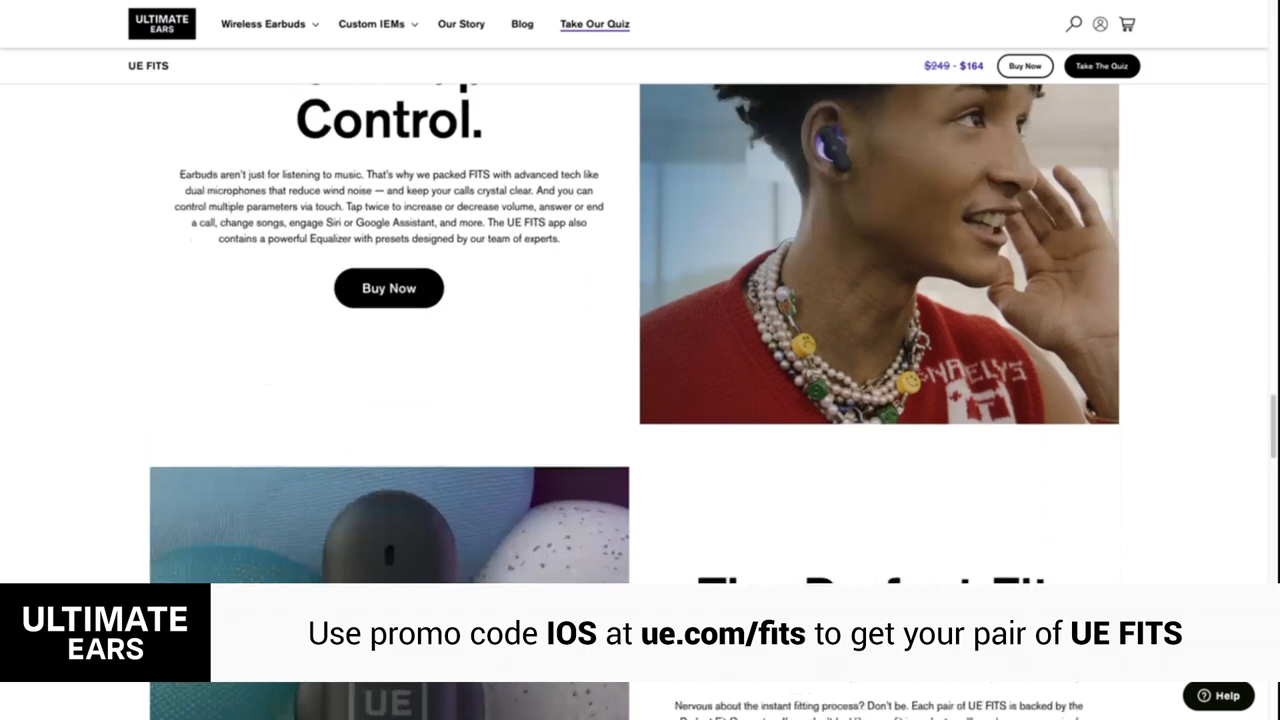 ULTIMATE
EARS
Wireless Earbuds
Custom IEMs
Our Story
Blog
Take Our Quiz
UE FITS
$249 - $164
Buy Now
Take The Quiz
Control.
Earbuds aren't just for listening to music. That's why we packed FITS with advanced tech like
dual microphones that reduce wind noise — and keep your calls crystal clear. And you can
control multiple parameters via touch. Tap twice to increase or decrease volume, answer or end
a call, change songs, engage Siri or Google Assistant, and more. The UE FITS app also
contains a powerful Equalizer with presets designed by our team of experts.
Buy Now
ULTIMATE
EARS
Use promo code IOS at ue.com/fits to get your pair of UE FITS
UE
Help
Nervous about the instant fitting process? Don't be. Each pair of UE FITS is backed by the